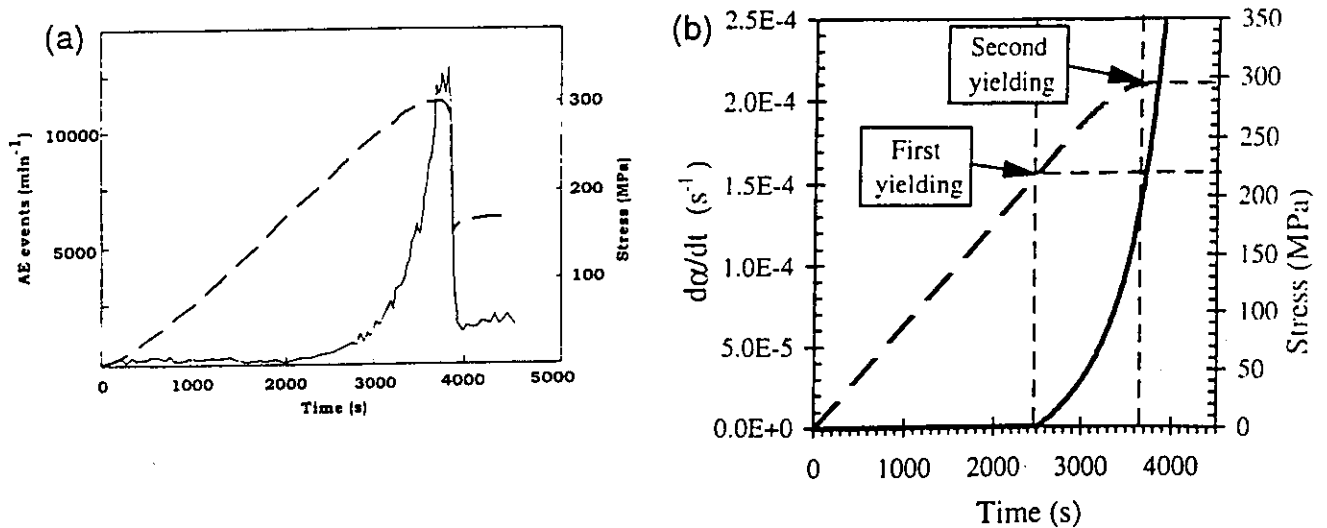 (a)
AE events (min⁻¹)
10000
5000
0
0
1000
2000
3000
4000
5000
Time (s)
300
200
100
Stress (MPa)
(b)
2.5E-4
2.0E-4
1.5E-4
1.0E-4
5.0E-5
0.0E+0
dα/dt (s⁻¹)
Second
yielding
First
yielding
350
300
250
200
150
100
50
0
Stress (MPa)
0
1000
2000
3000
4000
Time (s)